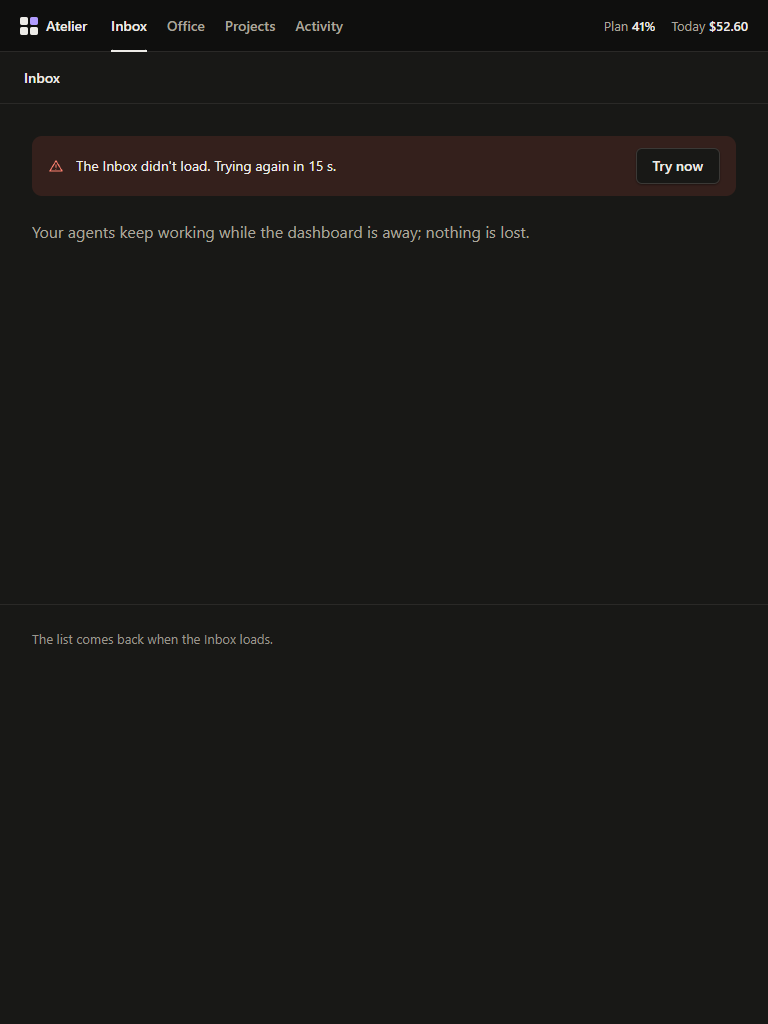 Atelier Inbox Office Projects Activity Plan 41% Today $52.60
Inbox
The Inbox didn't load. Trying again in 15 s. Try now
Your agents keep working while the dashboard is away; nothing is lost.
The list comes back when the Inbox loads.